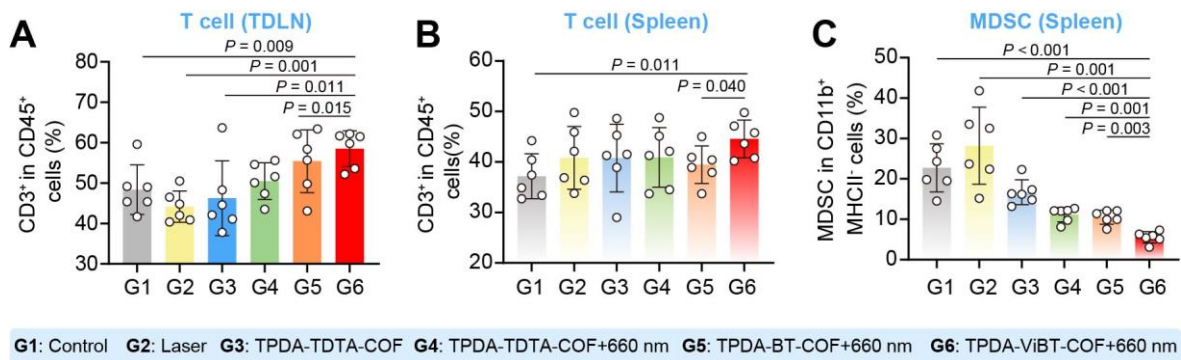 A
T cell (TDLN)
P = 0.009
P = 0.001
P = 0.011
P = 0.015
CD3+ in CD45+
cells (%)
80
70
60
50
40
30
G1 G2 G3 G4 G5 G6
B
T cell (Spleen)
P = 0.011
P = 0.040
CD3+ in CD45+
cells(%)
60
50
40
30
20
G1 G2 G3 G4 G5 G6
C
MDSC (Spleen)
P < 0.001
P = 0.001
P < 0.001
P = 0.001
P = 0.003
MDSC in CD11b+
MHCII- cells (%)
50
40
30
20
10
0
G1 G2 G3 G4 G5 G6
G1: Control G2: Laser G3: TPDA-TDTA-COF G4: TPDA-TDTA-COF+660 nm G5: TPDA-BT-COF+660 nm G6: TPDA-ViBT-COF+660 nm